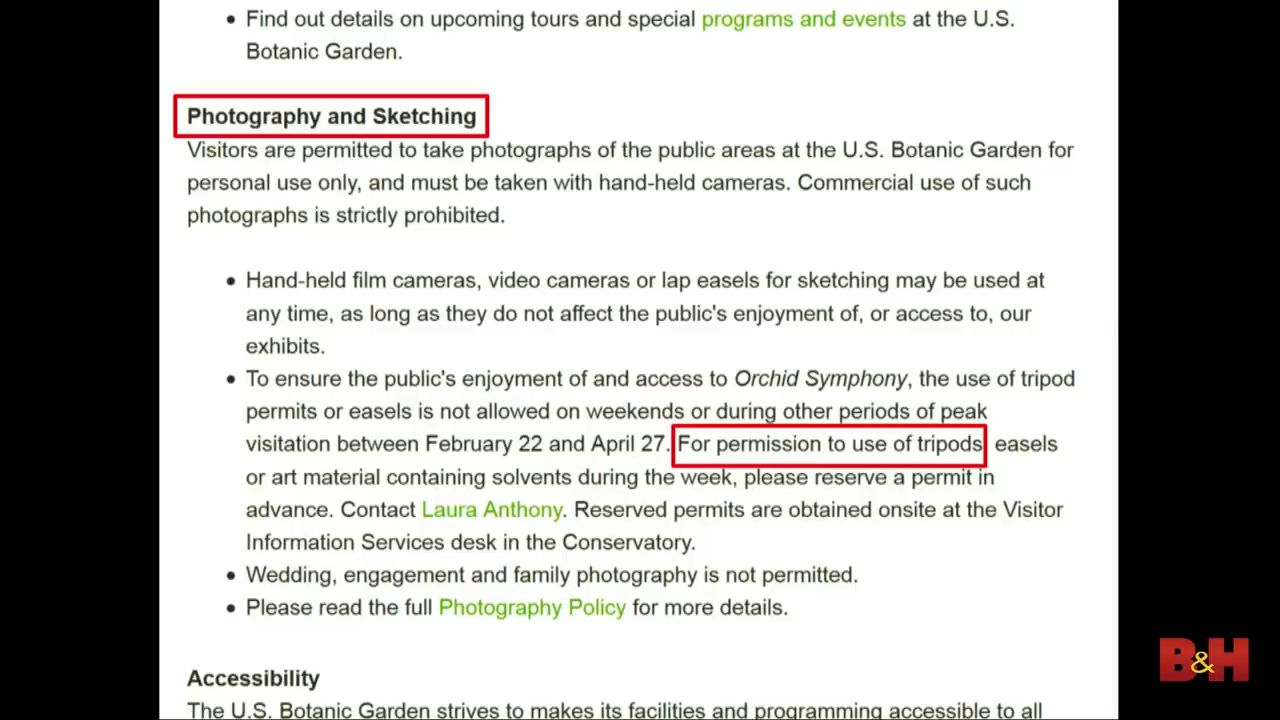 • Find out details on upcoming tours and special programs and events at the U.S.
Botanic Garden.
Photography and Sketching
Visitors are permitted to take photographs of the public areas at the U.S. Botanic Garden for
personal use only, and must be taken with hand-held cameras. Commercial use of such
photographs is strictly prohibited.
• Hand-held film cameras, video cameras or lap easels for sketching may be used at
any time, as long as they do not affect the public's enjoyment of, or access to, our
exhibits.
• To ensure the public's enjoyment of and access to Orchid Symphony, the use of tripod
permits or easels is not allowed on weekends or during other periods of peak
visitation between February 22 and April 27. For permission to use of tripods, easels
or art material containing solvents during the week, please reserve a permit in
advance. Contact Laura Anthony. Reserved permits are obtained onsite at the Visitor
Information Services desk in the Conservatory.
• Wedding, engagement and family photography is not permitted.
• Please read the full Photography Policy for more details.
Accessibility
The U.S. Botanic Garden strives to makes its facilities and programming accessible to all
B&H